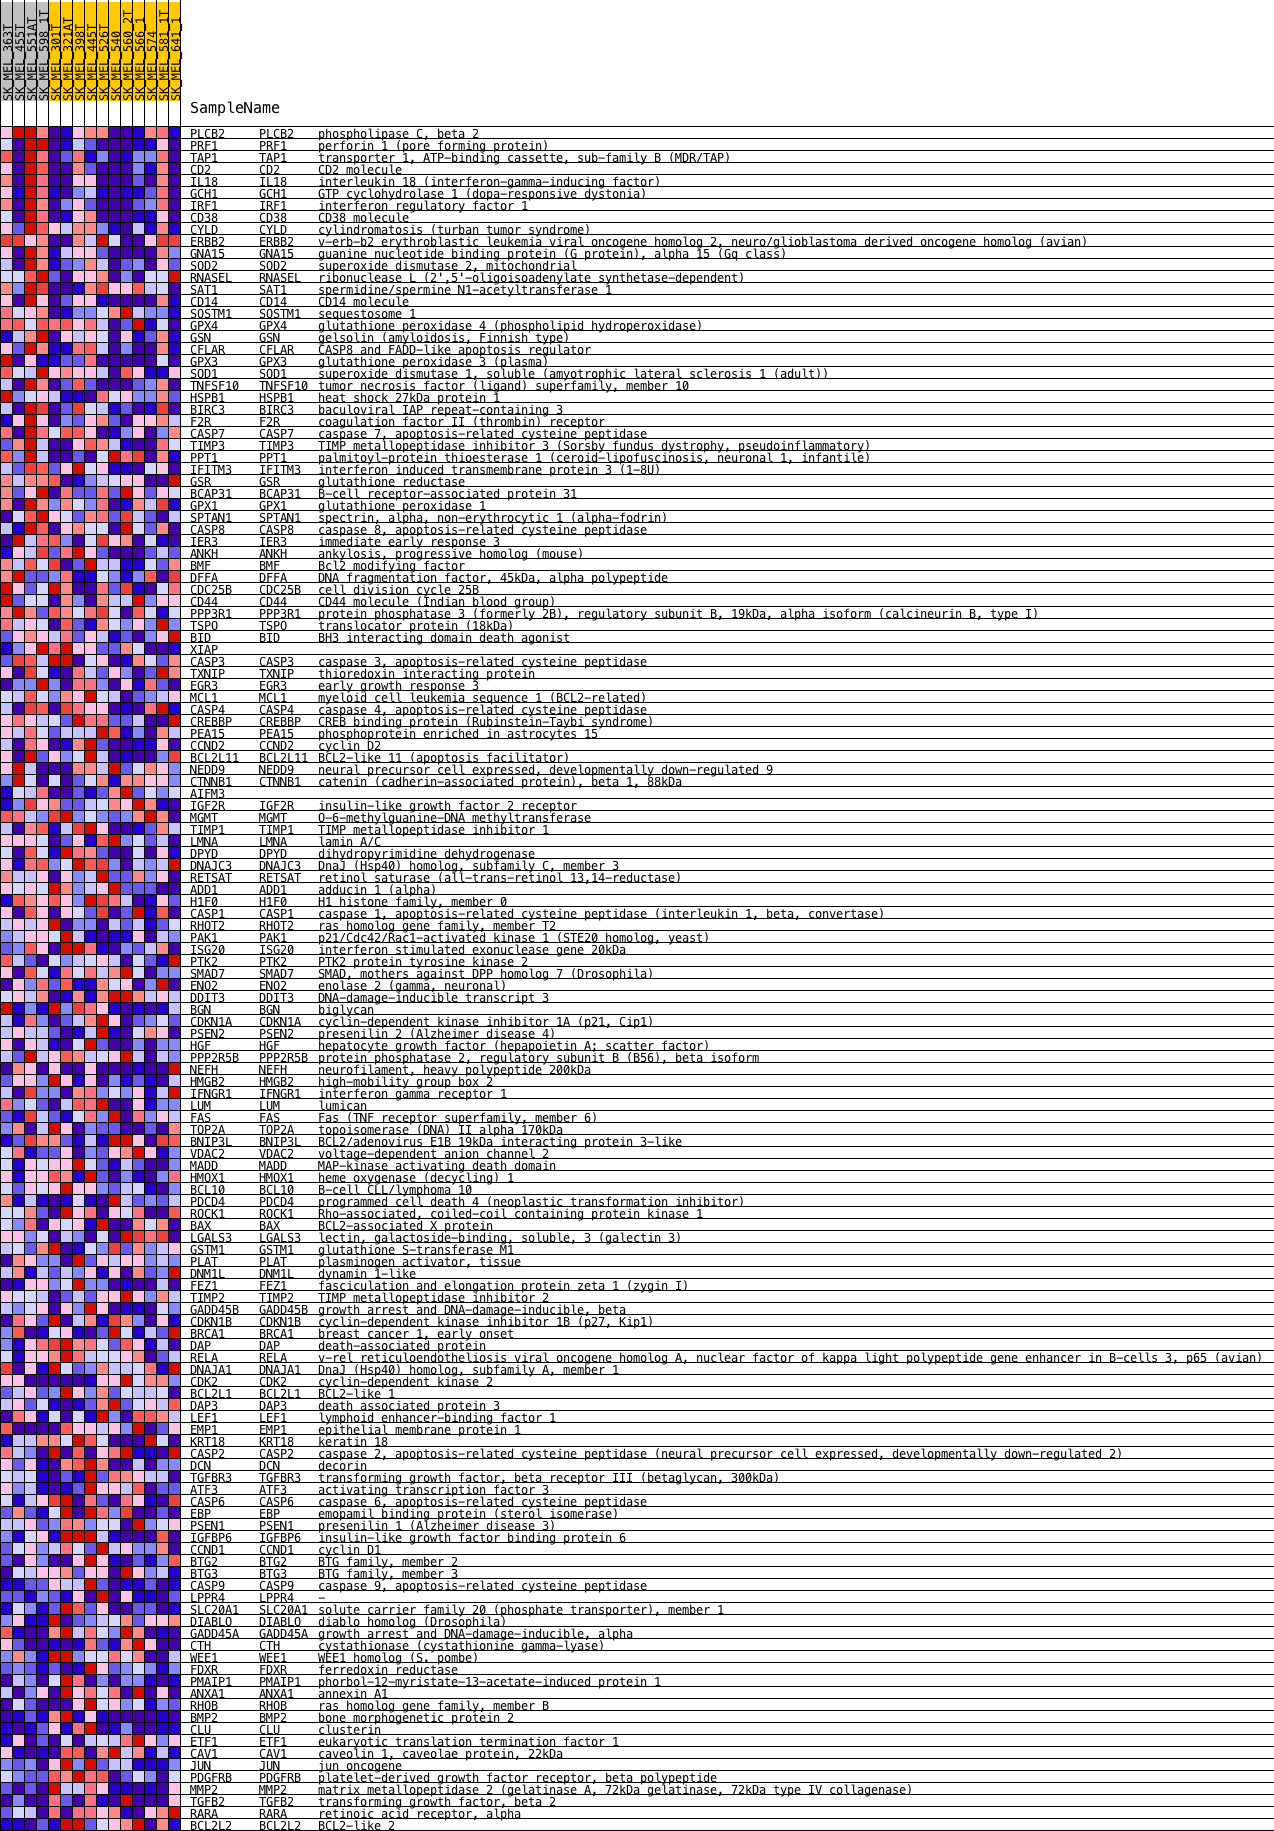 SK_MEL_363T
SK_MEL_455T
SK_MEL_551AT
SK_MEL_598_1T
SK_MEL_301T
SK_MEL_321AT
SK_MEL_398T
SK_MEL_445T
SK_MEL_526T
SK_MEL_540
SK_MEL_560_2T
SK_MEL_566_1
SK_MEL_574
SK_MEL_581_1T
SK_MEL_641_1
SampleName
PLCB2 PLCB2 phospholipase C, beta 2
PRF1 PRF1 perforin 1 (pore forming protein)
TAP1 TAP1 transporter 1, ATP-binding cassette, sub-family B (MDR/TAP)
CD2 CD2 CD2 molecule
IL18 IL18 interleukin 18 (interferon-gamma-inducing factor)
GCH1 GCH1 GTP cyclohydrolase 1 (dopa-responsive dystonia)
IRF1 IRF1 interferon regulatory factor 1
CD38 CD38 CD38 molecule
CYLD CYLD cylindromatosis (turban tumor syndrome)
ERBB2 ERBB2 v-erb-b2 erythroblastic leukemia viral oncogene homolog 2, neuro/glioblastoma derived oncogene homolog (avian)
GNA15 GNA15 guanine nucleotide binding protein (G protein), alpha 15 (Gq class)
SOD2 SOD2 superoxide dismutase 2, mitochondrial
RNASEL RNASEL ribonuclease L (2',5'-oligoisoadenylate synthetase-dependent)
SAT1 SAT1 spermidine/spermine N1-acetyltransferase 1
CD14 CD14 CD14 molecule
SQSTM1 SQSTM1 sequestosome 1
GPX4 GPX4 glutathione peroxidase 4 (phospholipid hydroperoxidase)
GSN GSN gelsolin (amyloidosis, Finnish type)
CFLAR CFLAR CASP8 and FADD-like apoptosis regulator
GPX3 GPX3 glutathione peroxidase 3 (plasma)
SOD1 SOD1 superoxide dismutase 1, soluble (amyotrophic lateral sclerosis 1 (adult))
TNFSF10 TNFSF10 tumor necrosis factor (ligand) superfamily, member 10
HSPB1 HSPB1 heat shock 27kDa protein 1
BIRC3 BIRC3 baculoviral IAP repeat-containing 3
F2R F2R coagulation factor II (thrombin) receptor
CASP7 CASP7 caspase 7, apoptosis-related cysteine peptidase
TIMP3 TIMP3 TIMP metallopeptidase inhibitor 3 (Sorsby fundus dystrophy, pseudoinflammatory)
PPT1 PPT1 palmitoyl-protein thioesterase 1 (ceroid-lipofuscinosis, neuronal 1, infantile)
IFITM3 IFITM3 interferon induced transmembrane protein 3 (1-8U)
GSR GSR glutathione reductase
BCAP31 BCAP31 B-cell receptor-associated protein 31
GPX1 GPX1 glutathione peroxidase 1
SPTAN1 SPTAN1 spectrin, alpha, non-erythrocytic 1 (alpha-fodrin)
CASP8 CASP8 caspase 8, apoptosis-related cysteine peptidase
IER3 IER3 immediate early response 3
ANKH ANKH ankylosis, progressive homolog (mouse)
BMF BMF Bcl2 modifying factor
DFFA DFFA DNA fragmentation factor, 45kDa, alpha polypeptide
CDC25B CDC25B cell division cycle 25B
CD44 CD44 CD44 molecule (Indian blood group)
PPP3R1 PPP3R1 protein phosphatase 3 (formerly 2B), regulatory subunit B, 19kDa, alpha isoform (calcineurin B, type I)
TSPO TSPO translocator protein (18kDa)
BID BID BH3 interacting domain death agonist
XIAP
CASP3 CASP3 caspase 3, apoptosis-related cysteine peptidase
TXNIP TXNIP thioredoxin interacting protein
EGR3 EGR3 early growth response 3
MCL1 MCL1 myeloid cell leukemia sequence 1 (BCL2-related)
CASP4 CASP4 caspase 4, apoptosis-related cysteine peptidase
CREBBP CREBBP CREB binding protein (Rubinstein-Taybi syndrome)
PEA15 PEA15 phosphoprotein enriched in astrocytes 15
CCND2 CCND2 cyclin D2
BCL2L11 BCL2L11 BCL2-like 11 (apoptosis facilitator)
NEDD9 NEDD9 neural precursor cell expressed, developmentally down-regulated 9
CTNNB1 CTNNB1 catenin (cadherin-associated protein), beta 1, 88kDa
AIFM3
IGF2R IGF2R insulin-like growth factor 2 receptor
MGMT MGMT O-6-methylguanine-DNA methyltransferase
TIMP1 TIMP1 TIMP metallopeptidase inhibitor 1
LMNA LMNA lamin A/C
DPYD DPYD dihydropyrimidine dehydrogenase
DNAJC3 DNAJC3 DnaJ (Hsp40) homolog, subfamily C, member 3
RETSAT RETSAT retinol saturase (all-trans-retinol 13,14-reductase)
ADD1 ADD1 adducin 1 (alpha)
H1F0 H1F0 H1 histone family, member 0
CASP1 CASP1 caspase 1, apoptosis-related cysteine peptidase (interleukin 1, beta, convertase)
RHOT2 RHOT2 ras homolog gene family, member T2
PAK1 PAK1 p21/Cdc42/Rac1-activated kinase 1 (STE20 homolog, yeast)
ISG20 ISG20 interferon stimulated exonuclease gene 20kDa
PTK2 PTK2 PTK2 protein tyrosine kinase 2
SMAD7 SMAD7 SMAD, mothers against DPP homolog 7 (Drosophila)
ENO2 ENO2 enolase 2 (gamma, neuronal)
DDIT3 DDIT3 DNA-damage-inducible transcript 3
BGN BGN biglycan
CDKN1A CDKN1A cyclin-dependent kinase inhibitor 1A (p21, Cip1)
PSEN2 PSEN2 presenilin 2 (Alzheimer disease 4)
HGF HGF hepatocyte growth factor (hepapoietin A; scatter factor)
PPP2R5B PPP2R5B protein phosphatase 2, regulatory subunit B (B56), beta isoform
NEFH NEFH neurofilament, heavy polypeptide 200kDa
HMGB2 HMGB2 high-mobility group box 2
IFNGR1 IFNGR1 interferon gamma receptor 1
LUM LUM lumican
FAS FAS Fas (TNF receptor superfamily, member 6)
TOP2A TOP2A topoisomerase (DNA) II alpha 170kDa
BNIP3L BNIP3L BCL2/adenovirus E1B 19kDa interacting protein 3-like
VDAC2 VDAC2 voltage-dependent anion channel 2
MADD MADD MAP-kinase activating death domain
HMOX1 HMOX1 heme oxygenase (decycling) 1
BCL10 BCL10 B-cell CLL/lymphoma 10
PDCD4 PDCD4 programmed cell death 4 (neoplastic transformation inhibitor)
ROCK1 ROCK1 Rho-associated, coiled-coil containing protein kinase 1
BAX BAX BCL2-associated X protein
LGALS3 LGALS3 lectin, galactoside-binding, soluble, 3 (galectin 3)
GSTM1 GSTM1 glutathione S-transferase M1
PLAT PLAT plasminogen activator, tissue
DNM1L DNM1L dynamin 1-like
FEZ1 FEZ1 fasciculation and elongation protein zeta 1 (zygin I)
TIMP2 TIMP2 TIMP metallopeptidase inhibitor 2
GADD45B GADD45B growth arrest and DNA-damage-inducible, beta
CDKN1B CDKN1B cyclin-dependent kinase inhibitor 1B (p27, Kip1)
BRCA1 BRCA1 breast cancer 1, early onset
DAP DAP death-associated protein
RELA RELA v-rel reticuloendotheliosis viral oncogene homolog A, nuclear factor of kappa light polypeptide gene enhancer in B-cells 3, p65 (avian)
DNAJA1 DNAJA1 DnaJ (Hsp40) homolog, subfamily A, member 1
CDK2 CDK2 cyclin-dependent kinase 2
BCL2L1 BCL2L1 BCL2-like 1
DAP3 DAP3 death associated protein 3
LEF1 LEF1 lymphoid enhancer-binding factor 1
EMP1 EMP1 epithelial membrane protein 1
KRT18 KRT18 keratin 18
CASP2 CASP2 caspase 2, apoptosis-related cysteine peptidase (neural precursor cell expressed, developmentally down-regulated 2)
DCN DCN decorin
TGFBR3 TGFBR3 transforming growth factor, beta receptor III (betaglycan, 300kDa)
ATF3 ATF3 activating transcription factor 3
CASP6 CASP6 caspase 6, apoptosis-related cysteine peptidase
EBP EBP emopamil binding protein (sterol isomerase)
PSEN1 PSEN1 presenilin 1 (Alzheimer disease 3)
IGFBP6 IGFBP6 insulin-like growth factor binding protein 6
CCND1 CCND1 cyclin D1
BTG2 BTG2 BTG family, member 2
BTG3 BTG3 BTG family, member 3
CASP9 CASP9 caspase 9, apoptosis-related cysteine peptidase
LPPR4 LPPR4 -
SLC20A1 SLC20A1 solute carrier family 20 (phosphate transporter), member 1
DIABLO DIABLO diablo homolog (Drosophila)
GADD45A GADD45A growth arrest and DNA-damage-inducible, alpha
CTH CTH cystathionase (cystathionine gamma-lyase)
WEE1 WEE1 WEE1 homolog (S. pombe)
FDXR FDXR ferredoxin reductase
PMAIP1 PMAIP1 phorbol-12-myristate-13-acetate-induced protein 1
ANXA1 ANXA1 annexin A1
RHOB RHOB ras homolog gene family, member B
BMP2 BMP2 bone morphogenetic protein 2
CLU CLU clusterin
ETF1 ETF1 eukaryotic translation termination factor 1
CAV1 CAV1 caveolin 1, caveolae protein, 22kDa
JUN JUN jun oncogene
PDGFRB PDGFRB platelet-derived growth factor receptor, beta polypeptide
MMP2 MMP2 matrix metallopeptidase 2 (gelatinase A, 72kDa gelatinase, 72kDa type IV collagenase)
TGFB2 TGFB2 transforming growth factor, beta 2
RARA RARA retinoic acid receptor, alpha
BCL2L2 BCL2L2 BCL2-like 2